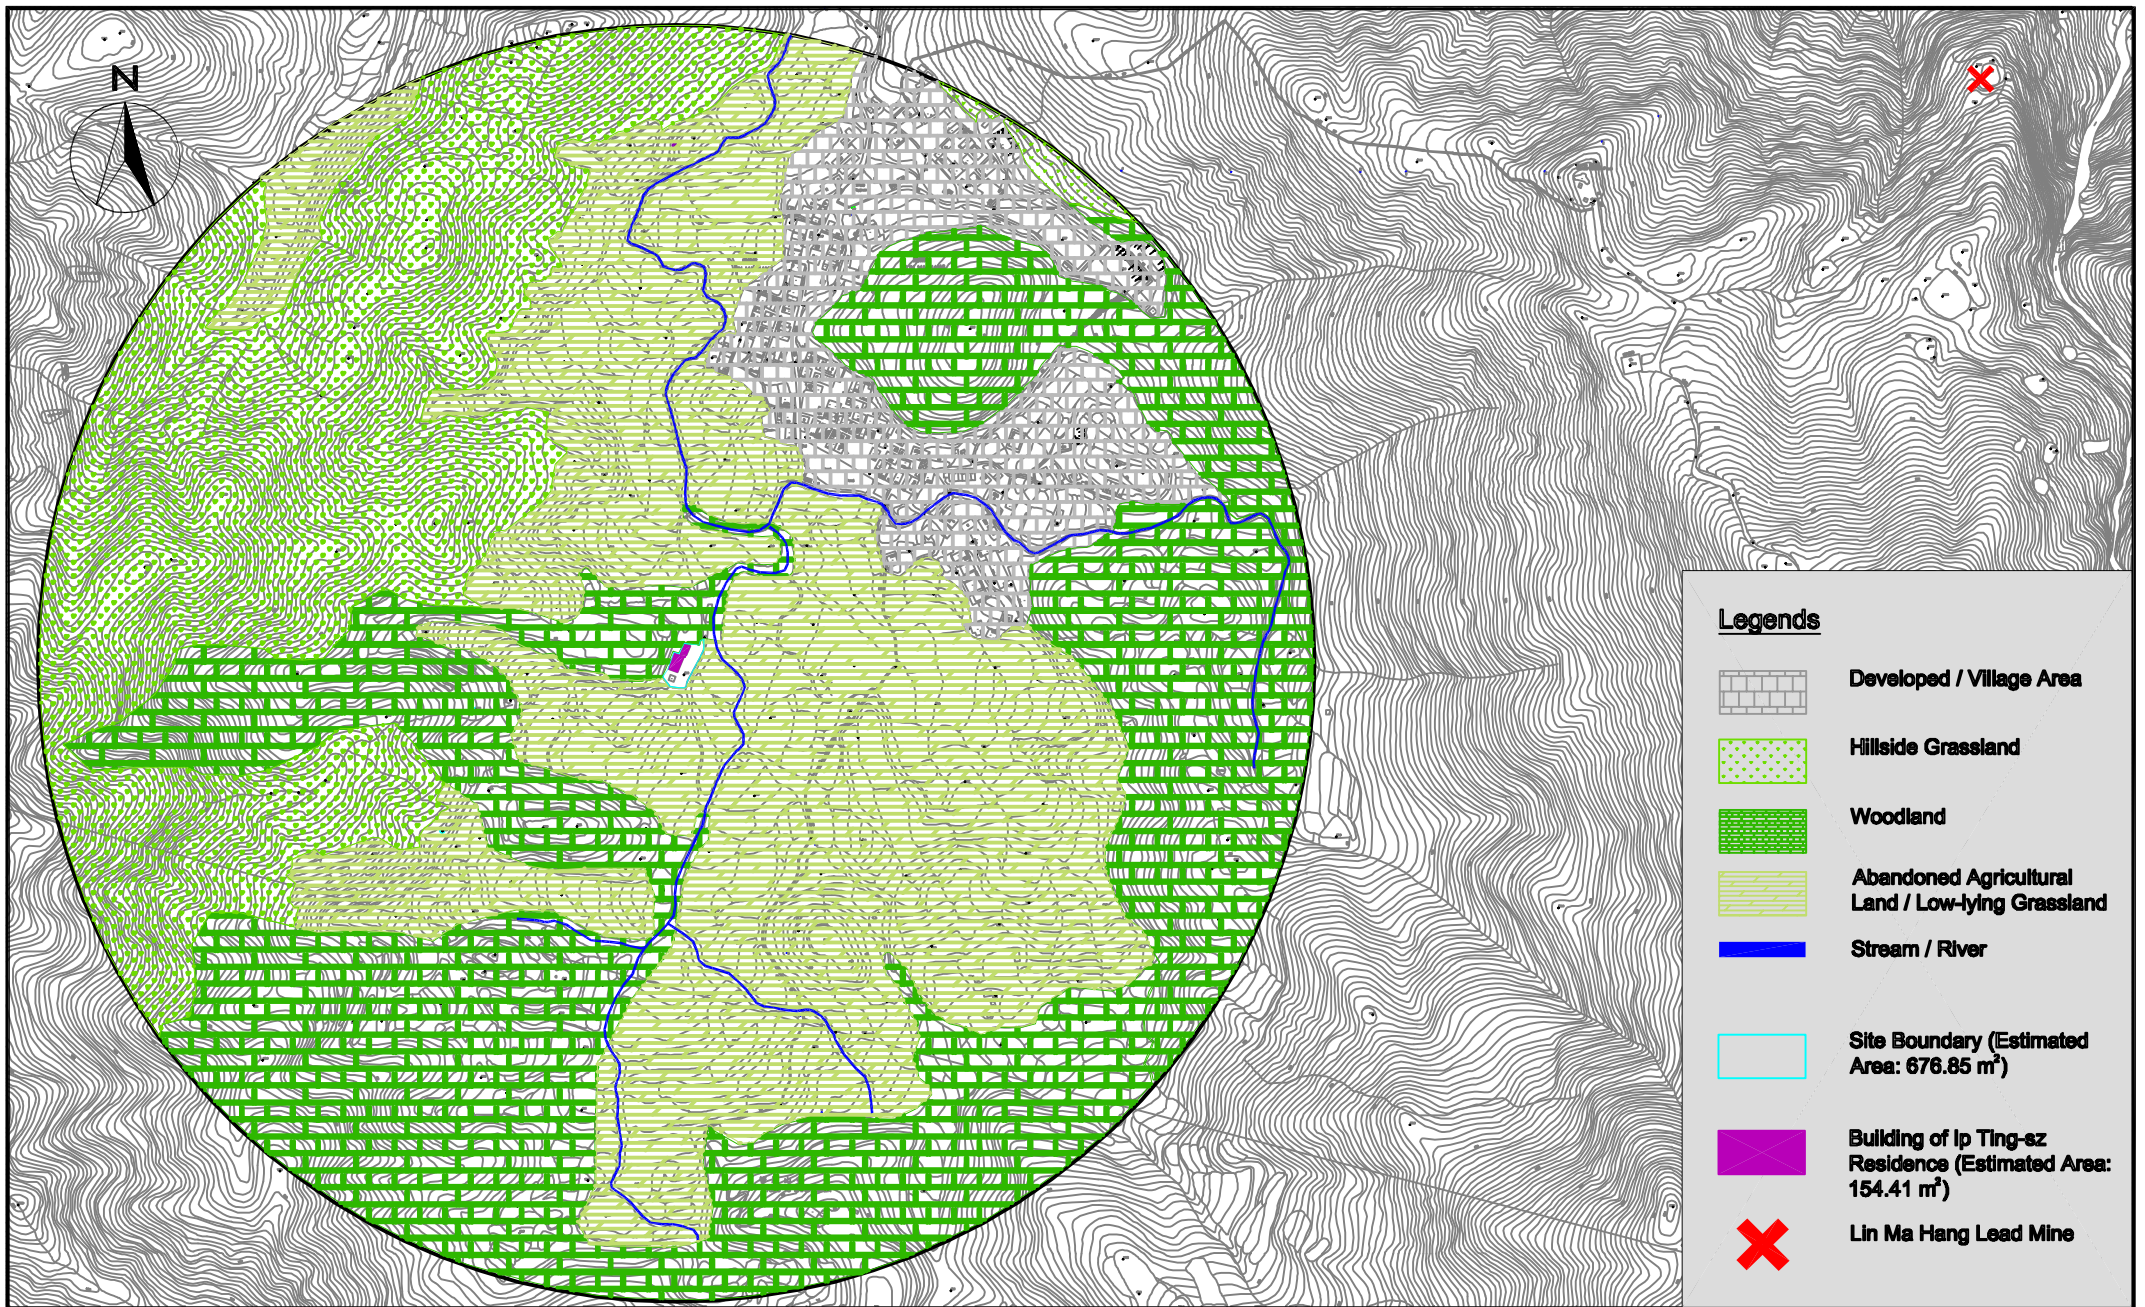 N
Legends
Developed / Village Area
Hillside Grassland
Woodland
Abandoned Agricultural
Land / Low-lying Grassland
Stream / River
Site Boundary (Estimated
Area: 676.85 m²)
Building of Ip Ting-sz
Residence (Estimated Area:
154.41 m²)
Lin Ma Hang Lead Mine